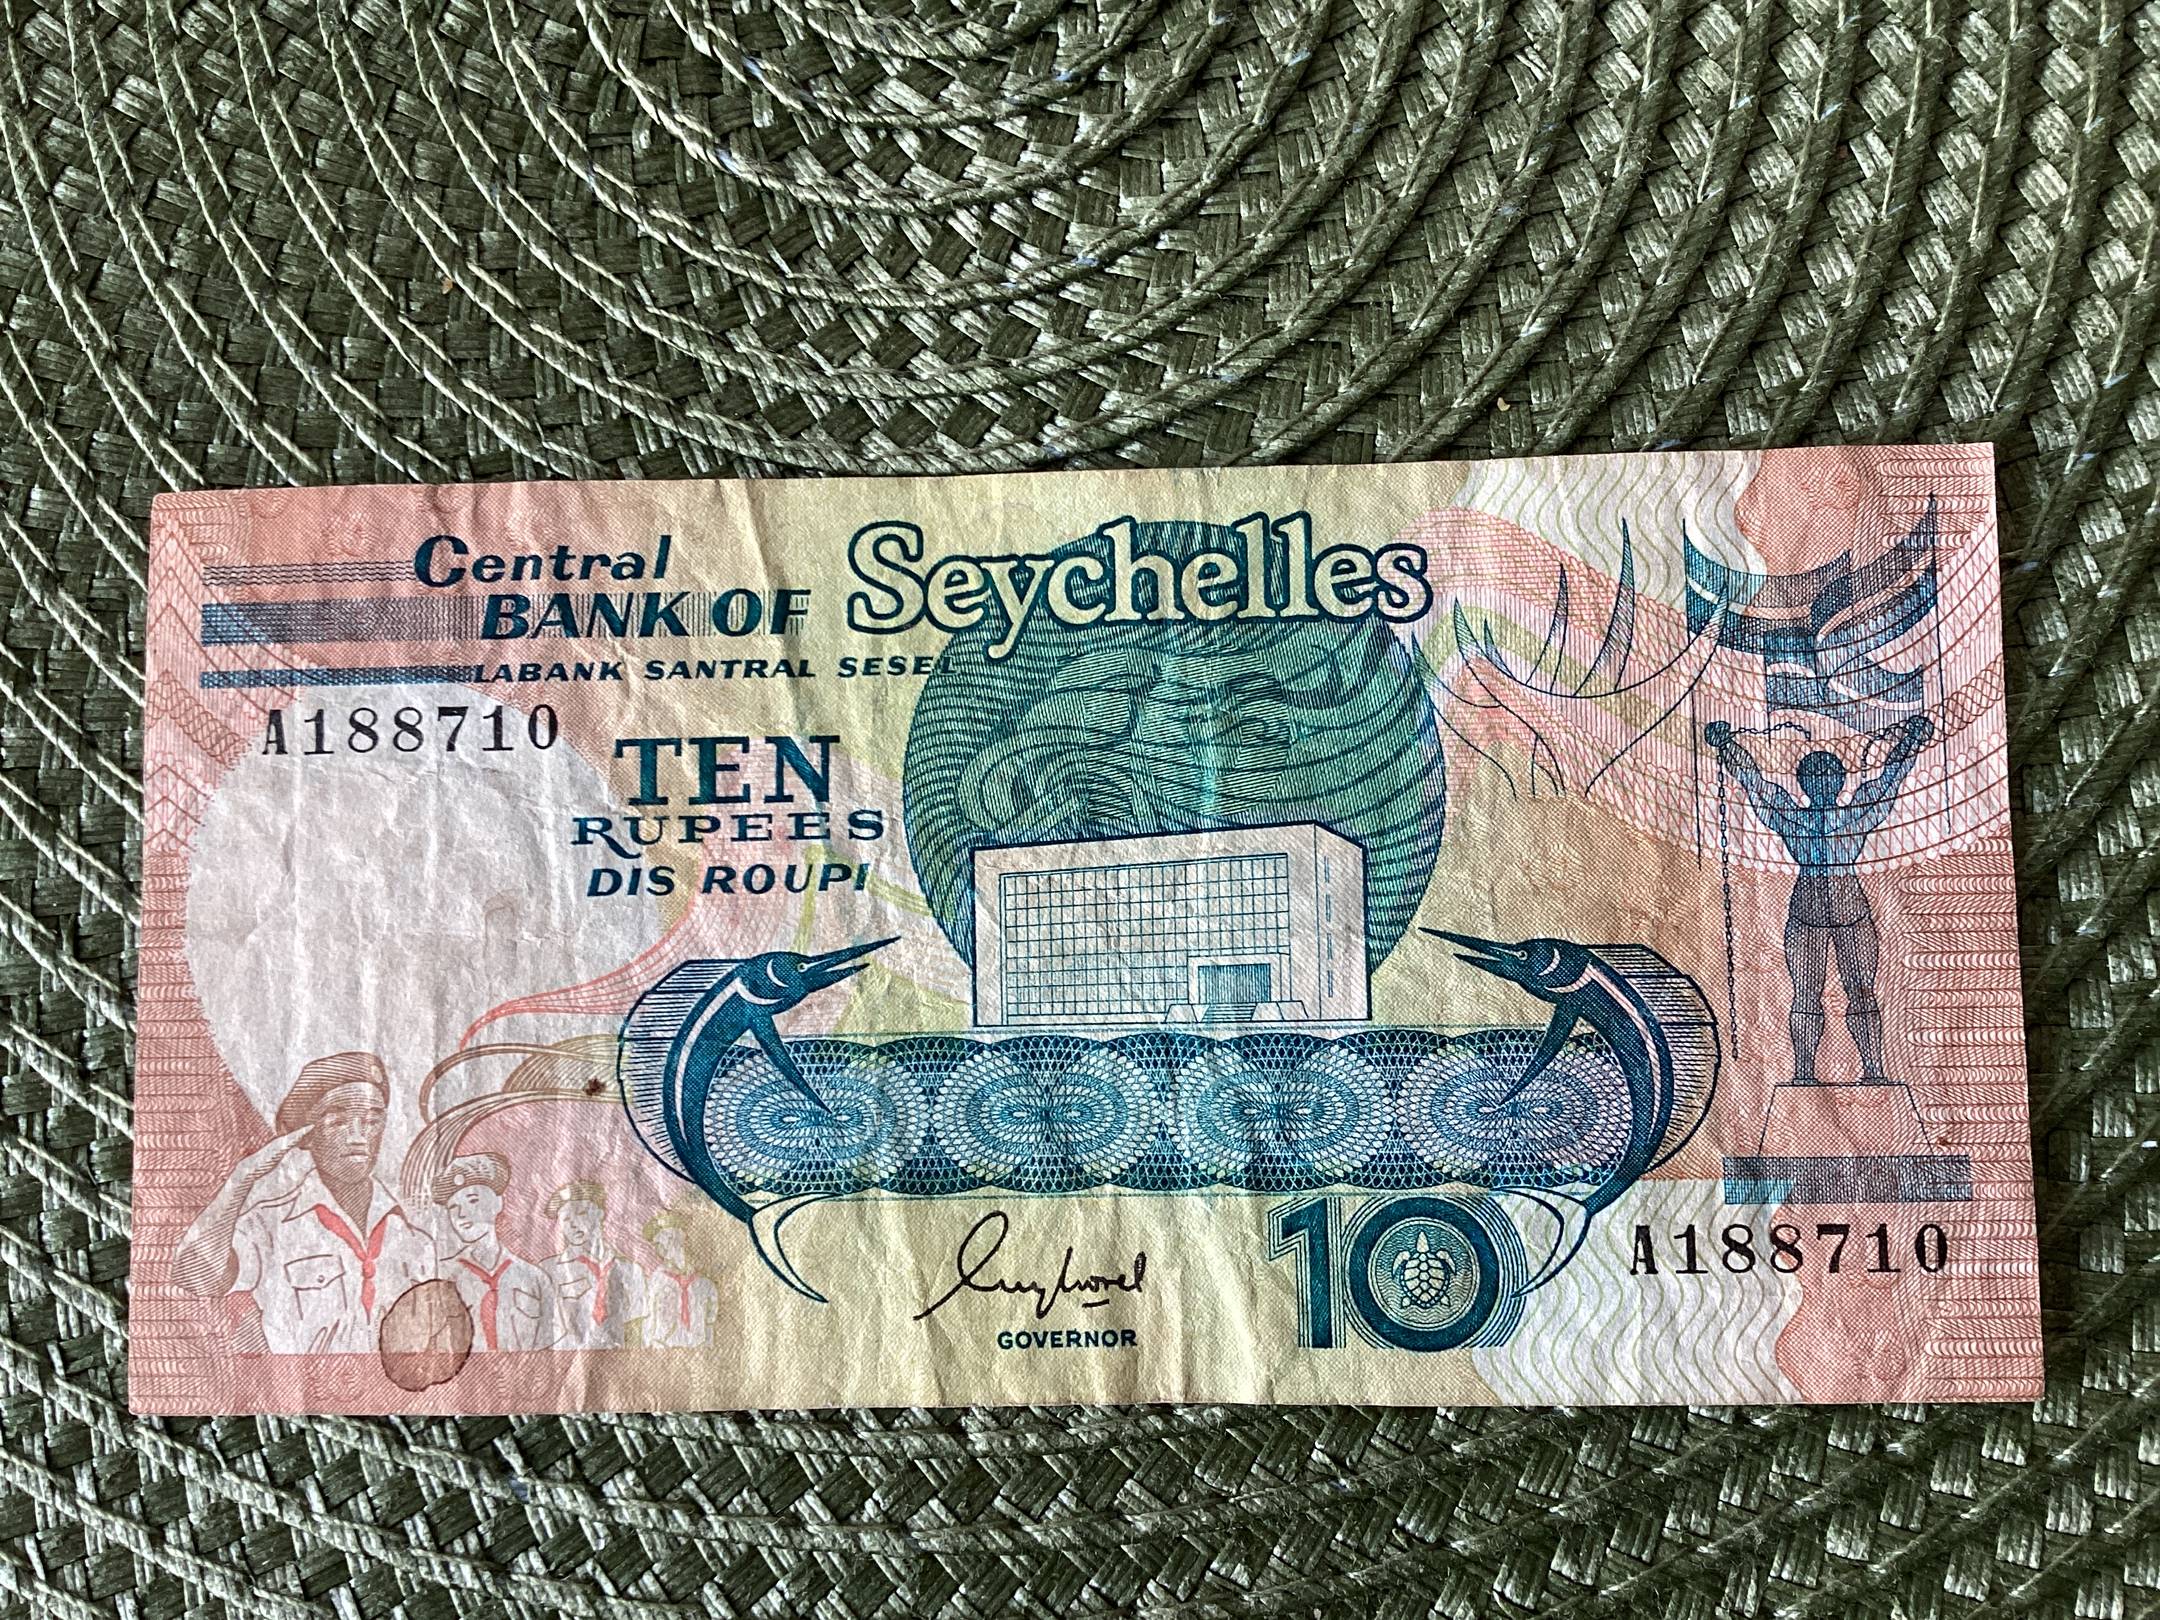 Central
BANK OF Seychelles
LABANK SANTRAL SESEL
A188710
TEN
RUPEES
DIS ROUPI
10
GOVERNOR
A188710